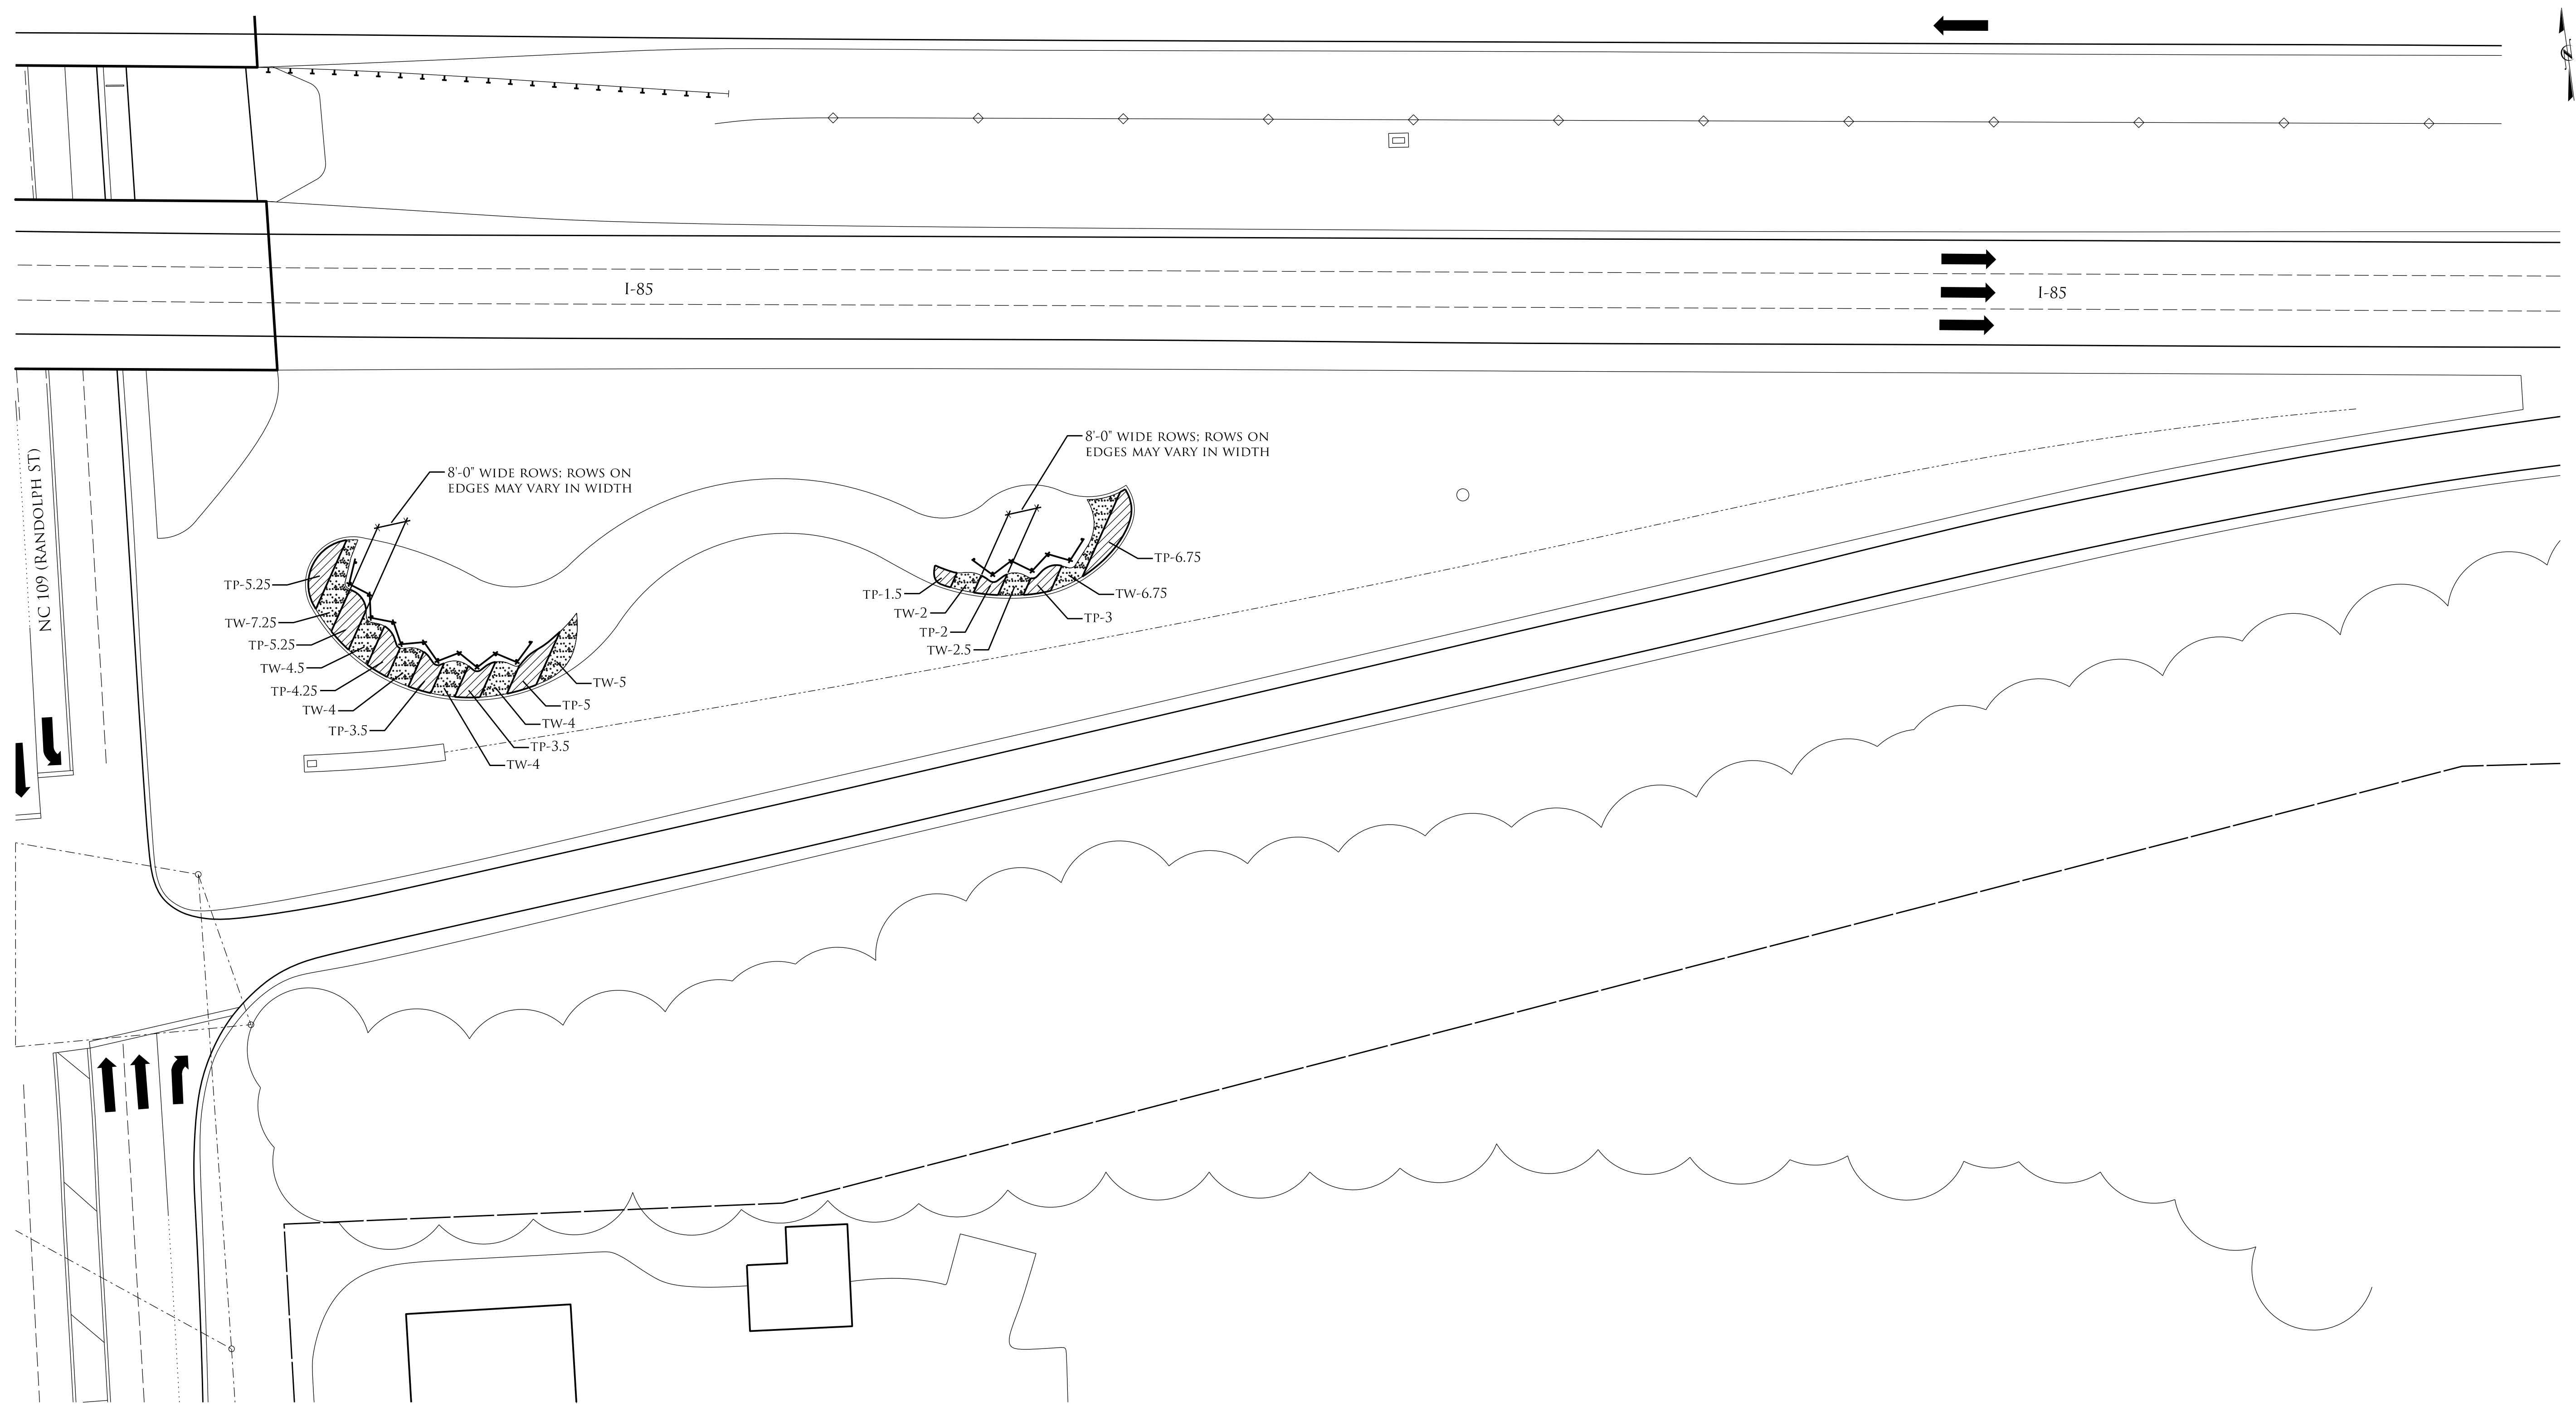 N
I-85
I-85
8'-0" WIDE ROWS; ROWS ON
EDGES MAY VARY IN WIDTH
8'-0" WIDE ROWS; ROWS ON
EDGES MAY VARY IN WIDTH
NC 109 (RANDOLPH ST)
TP-5.25
TW-7.25
TP-5.25
TW-4.5
TP-4.25
TW-4
TP-3.5
TW-5
TP-5
TW-4
TP-3.5
TW-4
TP-1.5
TW-2
TP-2
TW-2.5
TP-6.75
TW-6.75
TP-3